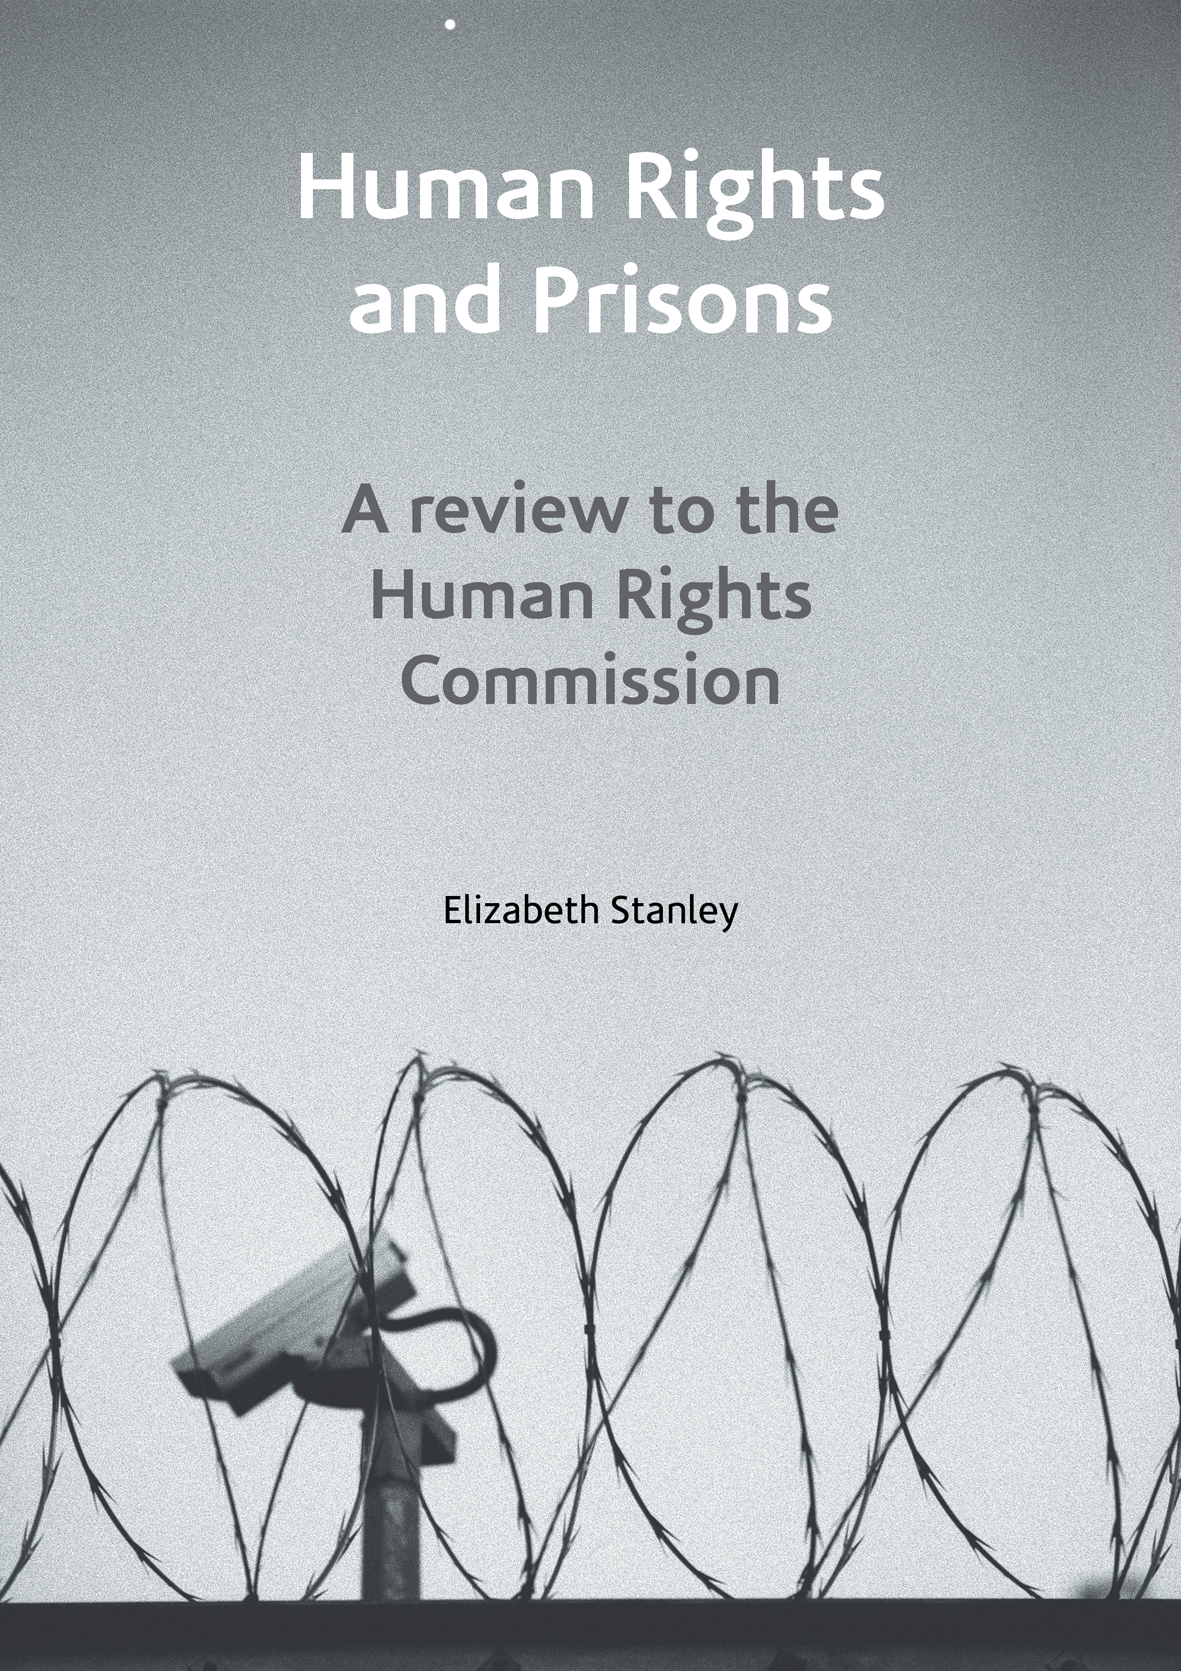 Human Rights
and Prisons
A review to the
Human Rights
Commission
Elizabeth Stanley